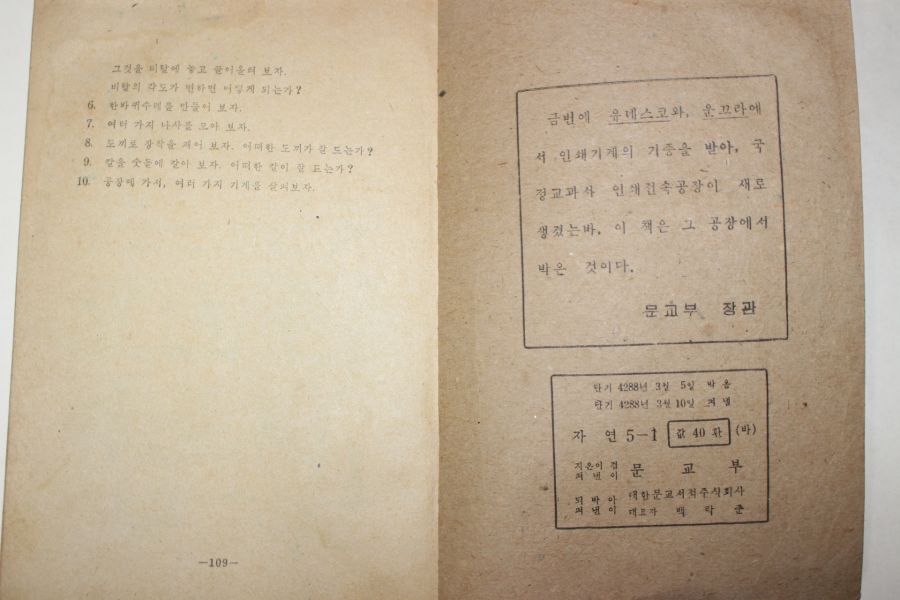 그것을 비탈에 놓고 끌어올려 보자.
비탈의 각도가 변하면 어떻게 되는가?
6. 한바퀴수레를 만들어 보자.
7. 여러 가지 나사를 모아 보자.
8. 도끼로 장작을 패어 보자. 어떠한 도끼가 잘 드는가?
9. 칼을 숫돌에 갈아 보자. 어떠한 칼이 잘 드는가?
10. 공장에 가서, 여러 가지 기계를 살펴보자.
—109—
금번에 유네스코와, 운끄라에
서 인쇄기계의 기증을 받아, 국
정교과서 인쇄전속공장이 새로
생겼는바, 이 책은 그 공장에서
박은 것이다.
문교부 장관
단기 4288년 3월 5일 박음
단기 4288년 3월 10일 펴냄
자 연 5—1 값 40 환 (바)
지은이 겸
펴낸이 문 교 부
되박아
펴낸이 대한문교서적주식회사
대표자 백 낙 준